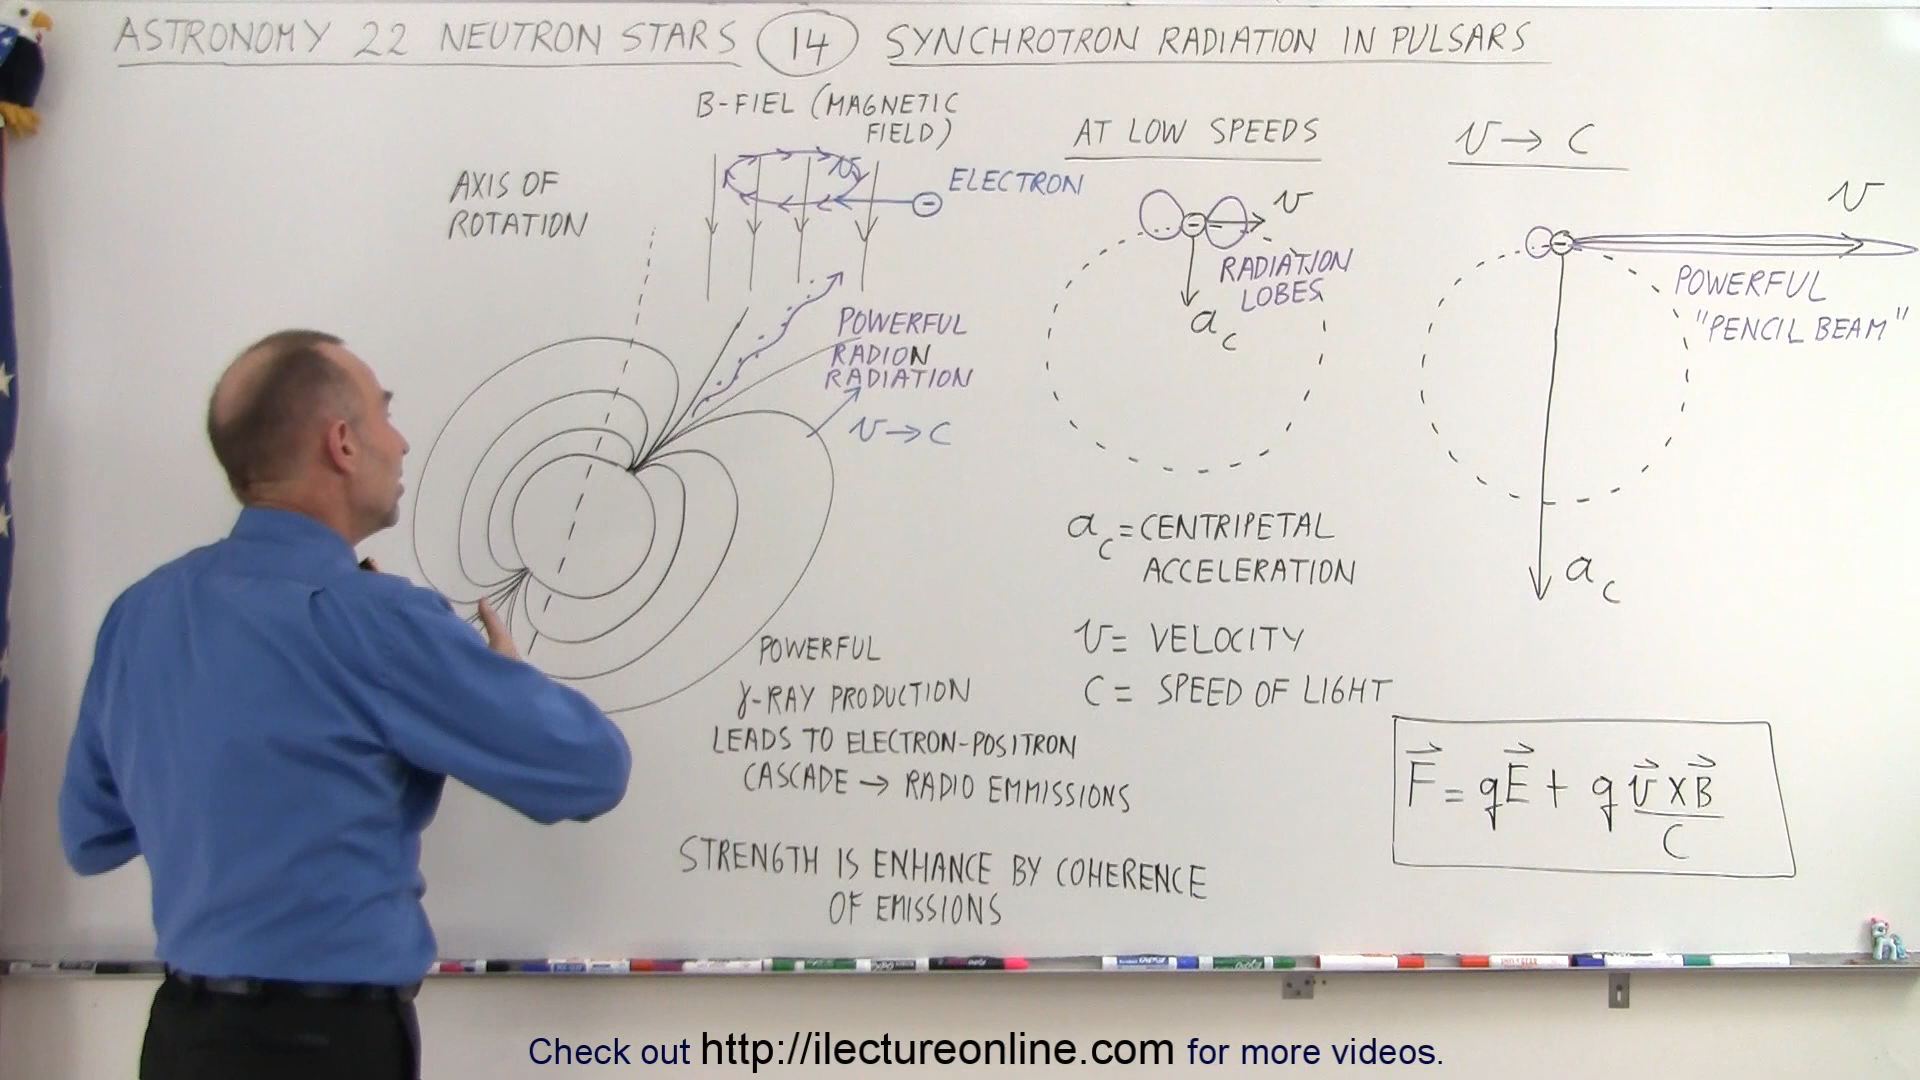 ASTRONOMY 22 NEUTRON STARS 14 SYNCHROTRON RADIATION IN PULSARS
B-FIEL (MAGNETIC
FIELD)
AXIS OF
ROTATION
v
- ELECTRON
POWERFUL
RADION
RADIATION
v → c
AT LOW SPEEDS
- v
RADIATION
LOBES
a c
v → c
v
-
POWERFUL
"PENCIL BEAM"
a c
a c = CENTRIPETAL
ACCELERATION
v = VELOCITY
C = SPEED OF LIGHT
POWERFUL
γ-RAY PRODUCTION
LEADS TO ELECTRON-POSITRON
CASCADE → RADIO EMMISSIONS
STRENGTH IS ENHANCE BY COHERENCE
OF EMISSIONS
F = qE + q v x B
C
Check out http://ilectureonline.com for more videos.